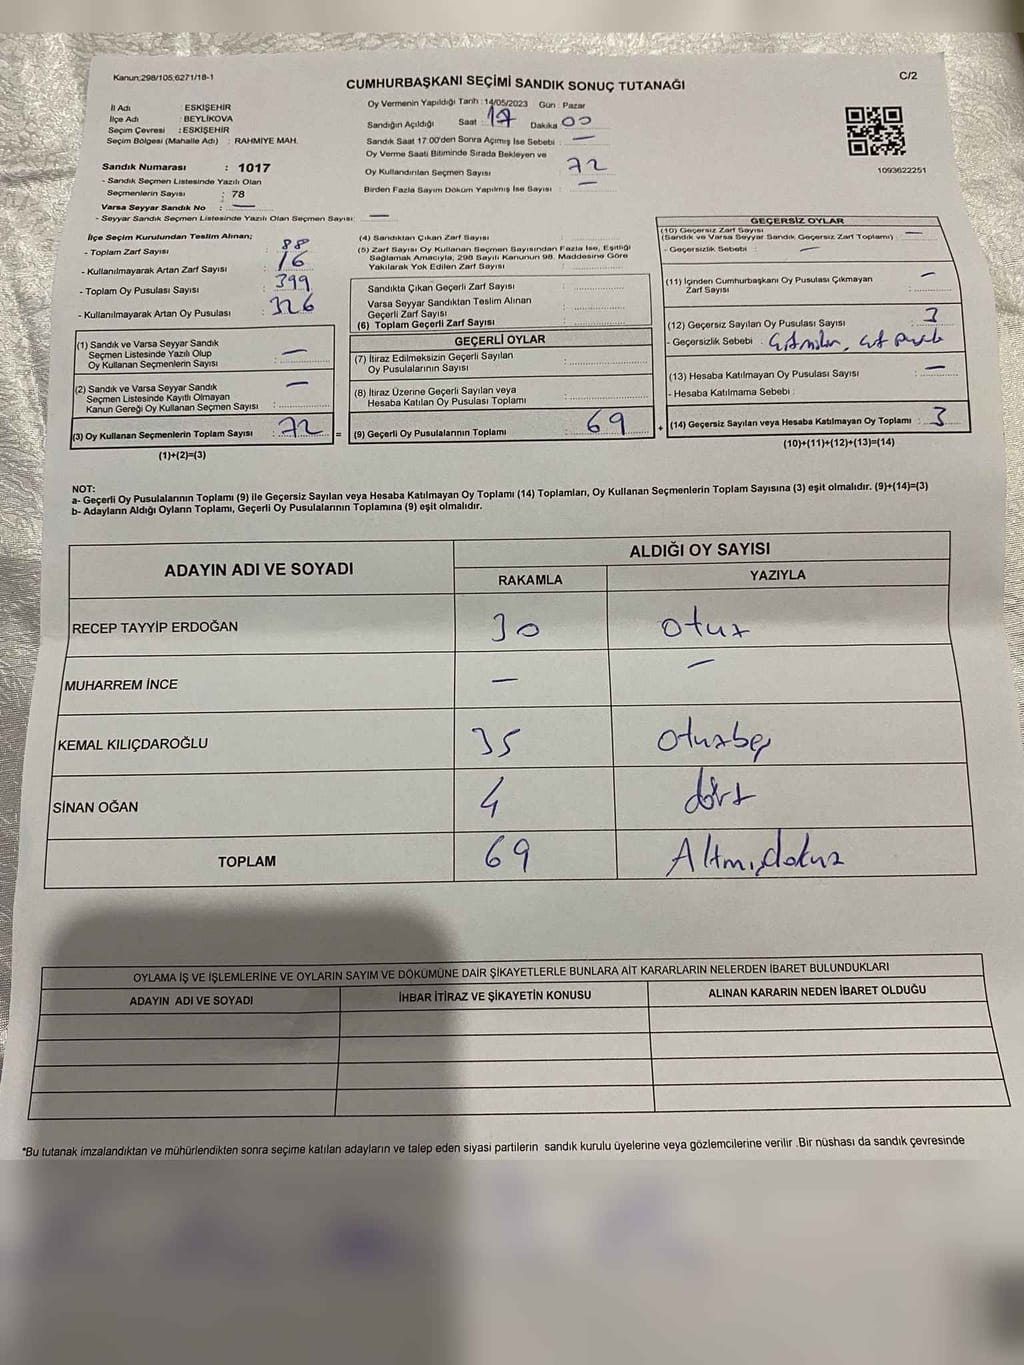 Kanun;298/105,6271/18-1
CUMHURBAŞKANI SEÇİMİ SANDIK SONUÇ TUTANAĞI
C/2
İl Adı : ESKİŞEHİR
İlçe Adı : BEYLİKOVA
Seçim Çevresi : ESKİŞEHİR
Seçim Bölgesi (Mahalle Adı) : RAHMIYE MAH.
Sandık Numarası : 1017
- Sandık Seçmen Listesinde Yazılı Olan
Seçmenlerin Sayısı : 78
Varsa Seyyar Sandık No : —
- Seyyar Sandık Seçmen Listesinde Yazılı Olan Seçmen Sayısı: —
Oy Vermenin Yapıldığı Tarih : 14/05/2023 Gün : Pazar
Sandığın Açıldığı Saat : 17 Dakika 00
Sandık Saat 17:00'den Sonra Açımış İse Sebebi : —
Oy Verme Saati Bitiminde Sırada Bekleyen ve
Oy Kullandırılan Seçmen Sayısı : 72
Birden Fazla Sayım Döküm Yapılmış İse Sayısı : —
1093622251
İlçe Seçim Kurulundan Teslim Alınan;
- Toplam Zarf Sayısı : 88
- Kullanılmayarak Artan Zarf Sayısı : 16
- Toplam Oy Pusulası Sayısı : 399
- Kullanılmayarak Artan Oy Pusulası : 326
(1) Sandık ve Varsa Seyyar Sandık
Seçmen Listesinde Yazılı Olup
Oy Kullanan Seçmenlerin Sayısı : —
(2) Sandık ve Varsa Seyyar Sandık
Seçmen Listesinde Kayıtlı Olmayan
Kanun Gereği Oy Kullanan Seçmen Sayısı : —
(3) Oy Kullanan Seçmenlerin Toplam Sayısı : 72 =
(1)+(2)=(3)
(4) Sandıktan Çıkan Zarf Sayısı :
(5) Zarf Sayısı Oy Kullanan Seçmen Sayısından Fazla İse, Eşitliği
Sağlamak Amacıyla, 298 Sayılı Kanunun 98. Maddesine Göre
Yakılarak Yok Edilen Zarf Sayısı :
Sandıkta Çıkan Geçerli Zarf Sayısı :
Varsa Seyyar Sandıktan Teslim Alınan
Geçerli Zarf Sayısı :
(6) Toplam Geçerli Zarf Sayısı :
GEÇERLİ OYLAR
(7) İtiraz Edilmeksizin Geçerli Sayılan
Oy Pusulalarının Sayısı :
(8) İtiraz Üzerine Geçerli Sayılan veya
Hesaba Katılan Oy Pusulası Toplamı :
(9) Geçerli Oy Pusulalarının Toplamı : 69 +
GEÇERSİZ OYLAR
(10) Geçersiz Zarf Sayısı
(Sandık ve Varsa Seyyar Sandık Geçersiz Zarf Toplamı) : —
- Geçersizlik Sebebi : —
(11) İçinden Cumhurbaşkanı Oy Pusulası Çıkmayan
Zarf Sayısı : —
(12) Geçersiz Sayılan Oy Pusulası Sayısı : 3
- Geçersizlik Sebebi :
(13) Hesaba Katılmayan Oy Pusulası Sayısı : —
- Hesaba Katılmama Sebebi :
(14) Geçersiz Sayılan veya Hesaba Katılmayan Oy Toplamı : 3
(10)+(11)+(12)+(13)=(14)
NOT:
a- Geçerli Oy Pusulalarının Toplamı (9) ile Geçersiz Sayılan veya Hesaba Katılmayan Oy Toplamı (14) Toplamları, Oy Kullanan Seçmenlerin Toplam Sayısına (3) eşit olmalıdır. (9)+(14)=(3)
b- Adayların Aldığı Oyların Toplamı, Geçerli Oy Pusulalarının Toplamına (9) eşit olmalıdır.
ADAYIN ADI VE SOYADI
ALDIĞI OY SAYISI
RAKAMLA YAZIYLA
RECEP TAYYİP ERDOĞAN 30 otuz
MUHARREM İNCE — —
KEMAL KILIÇDAROĞLU 35 otuzbeş
SİNAN OĞAN 4 dört
TOPLAM 69 Altmışdokuz
OYLAMA İŞ VE İŞLEMLERİNE VE OYLARIN SAYIM VE DÖKÜMÜNE DAİR ŞİKAYETLERLE BUNLARA AİT KARARLARIN NELERDEN İBARET BULUNDUKLARI
ADAYIN ADI VE SOYADI İHBAR İTİRAZ VE ŞİKAYETİN KONUSU ALINAN KARARIN NEDEN İBARET OLDUĞU
*Bu tutanak imzalandıktan ve mühürlendikten sonra seçime katılan adayların ve talep eden siyasi partilerin sandık kurulu üyelerine veya gözlemcilerine verilir .Bir nüshası da sandık çevresinde